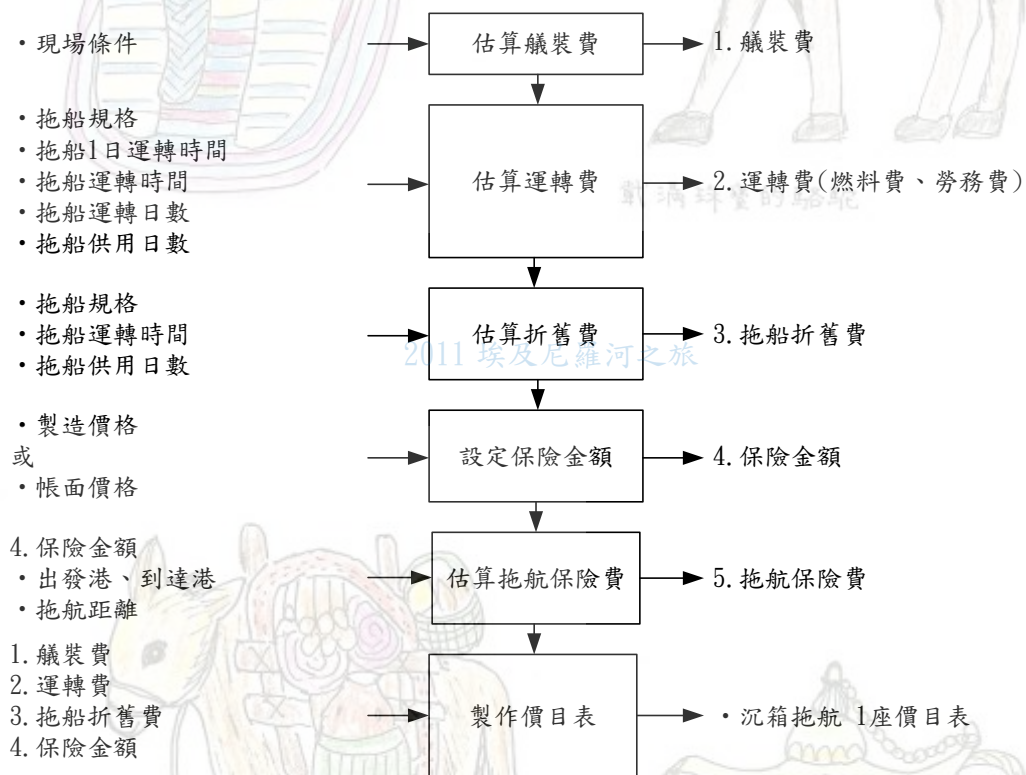 ・現場條件
估算艤裝費
1.艤裝費
・拖船規格
・拖船1日運轉時間
・拖船運轉時間
・拖船運轉日數
・拖船供用日數
估算運轉費
2.運轉費(燃料費、勞務費)
戴滿珠寶的駱駝
・拖船規格
・拖船運轉時間
・拖船供用日數
估算折舊費
3.拖船折舊費
2011 埃及尼羅河之旅
・製造價格
或
・帳面價格
設定保險金額
4.保險金額
4.保險金額
・出發港、到達港
・拖航距離
估算拖航保險費
5.拖航保險費
1.艤裝費
2.運轉費
3.拖船折舊費
4.保險金額
製作價目表
・沉箱拖航 1座價目表